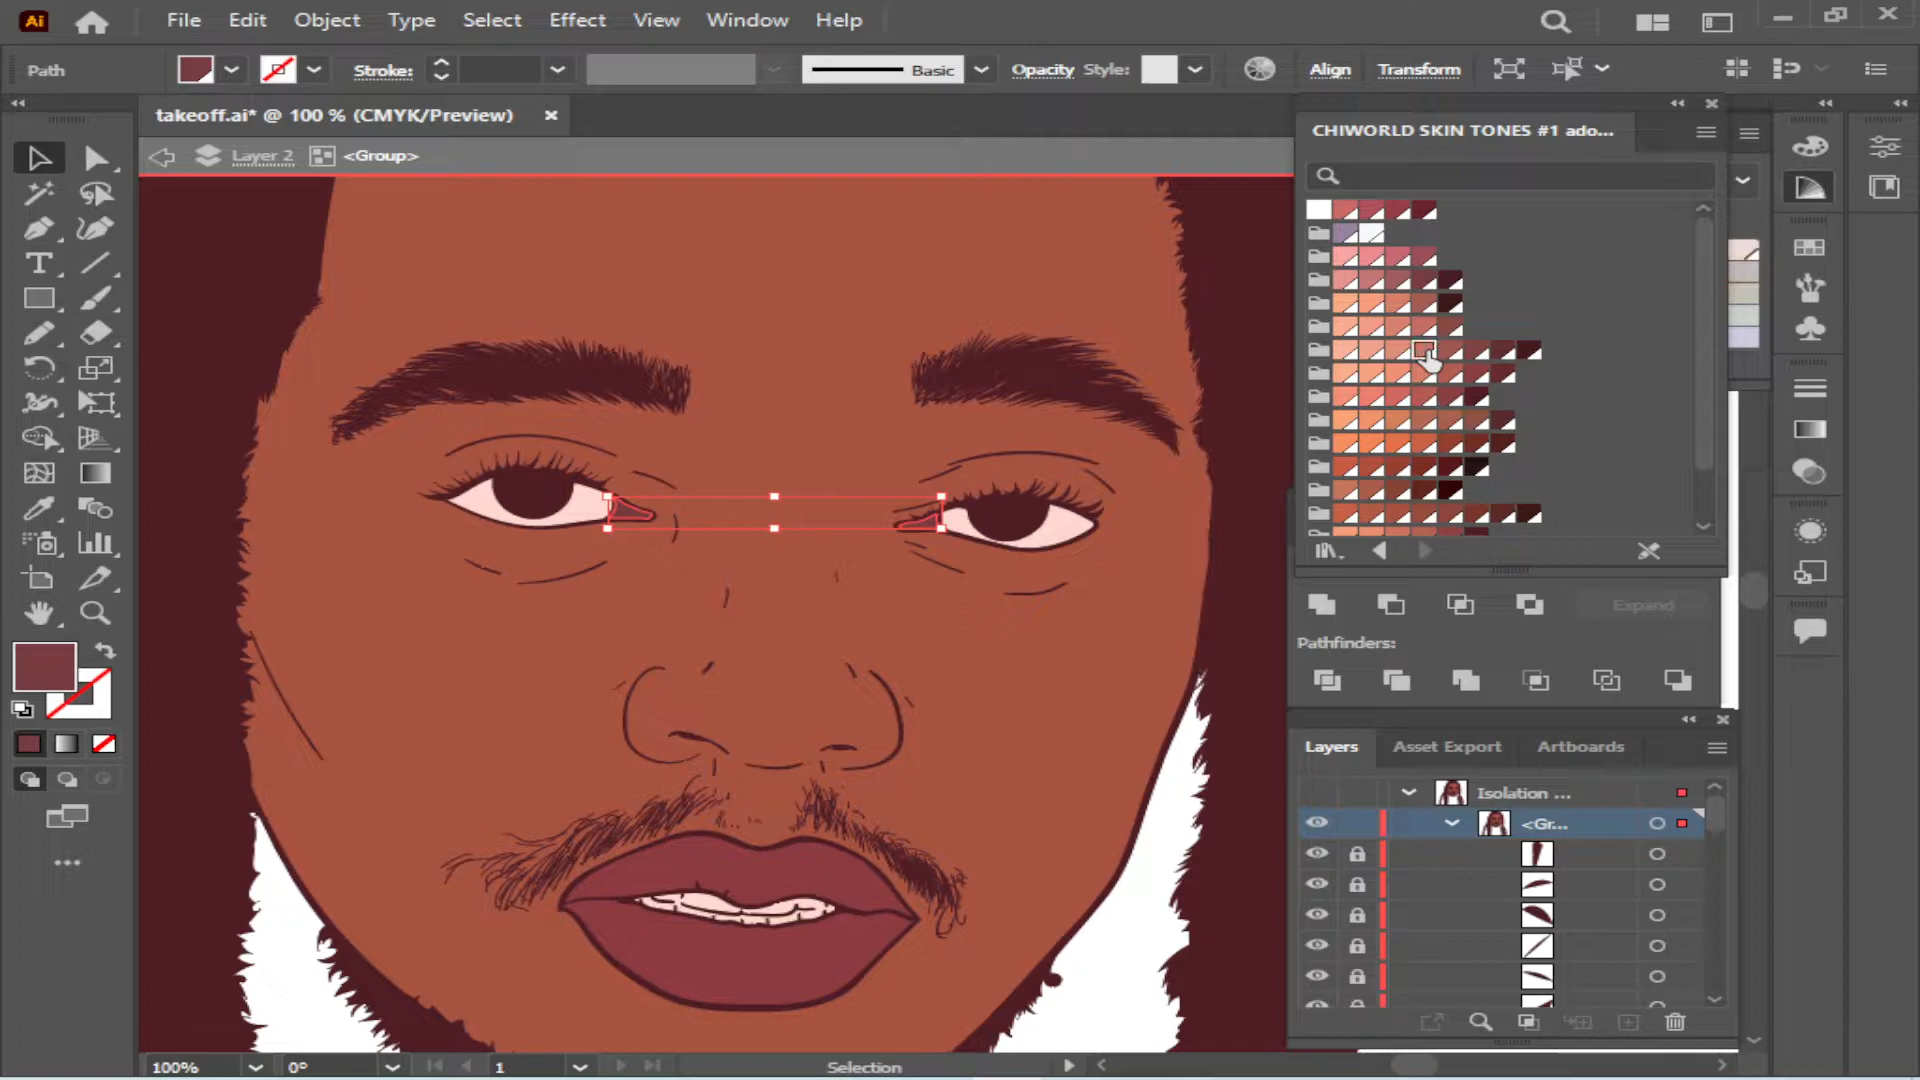 Ai File Edit Object Type Select Effect View Window Help
Path Stroke: Basic Opacity Style: Align Transform
takeoff.ai* @ 100 % (CMYK/Preview)
Layer 2 <Group>
CHIWORLD SKIN TONES #1 ado...
Expand
Pathfinders:
Layers Asset Export Artboards
Isolation ...
<Gr...
100% 0° 1 Selection